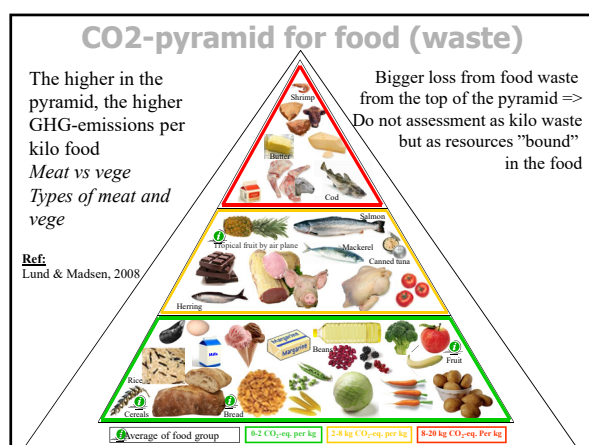 CO2-pyramid for food (waste)
The higher in the
pyramid, the higher
GHG-emissions per
kilo food
Meat vs vege
Types of meat and
vege
Ref:
Lund & Madsen, 2008
Bigger loss from food waste
from the top of the pyramid =>
Do not assessment as kilo waste
but as resources ”bound”
in the food
Shrimp
Butter
Cod
Salmon
Tropical fruit by air plane
Mackerel
Canned tuna
Herring
Milk
Margarine
Margarine
Beans
Fruit
Rice
Cereals
Bread
Average of food group
0-2 CO₂-eq. per kg
2-8 kg CO₂-eq. per kg
8-20 kg CO₂-eq. Per kg